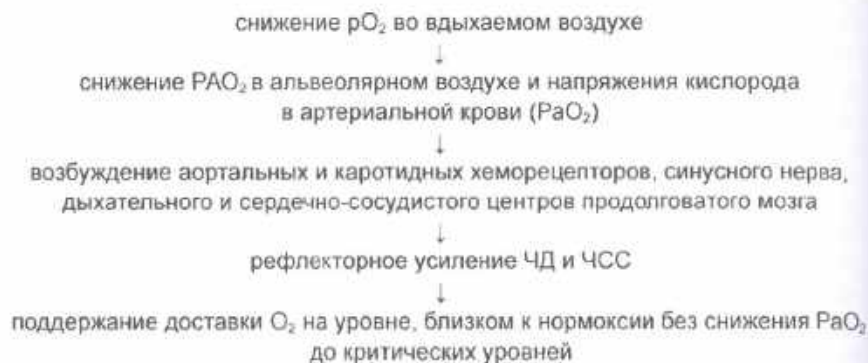 снижение pO₂ во вдыхаемом воздухе
↓
снижение PAO₂ в альвеолярном воздухе и напряжения кислорода
в артериальной крови (PaO₂)
↓
возбуждение аортальных и каротидных хеморецепторов, синусного нерва,
дыхательного и сердечно-сосудистого центров продолговатого мозга
↓
рефлекторное усиление ЧД и ЧСС
↓
поддержание доставки O₂ на уровне, близком к нормоксии без снижения PaO₂
до критических уровней